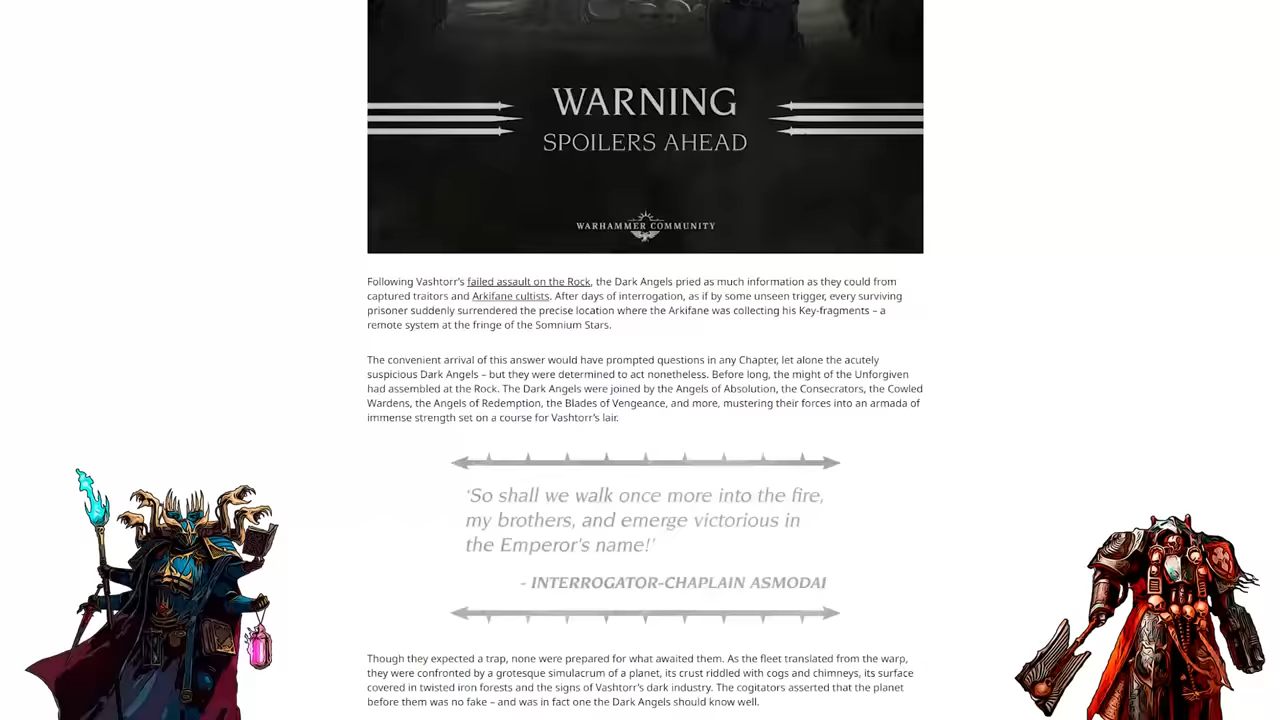 WARNING
SPOILERS AHEAD
WARHAMMER COMMUNITY
Following Vashtorr's failed assault on the Rock, the Dark Angels pried as much information as they could from
captured traitors and Arkifane cultists. After days of interrogation, as if by some unseen trigger, every surviving
prisoner suddenly surrendered the precise location where the Arkifane was collecting his Key-fragments – a
remote system at the fringe of the Somnium Stars.
The convenient arrival of this answer would have prompted questions in any Chapter, let alone the acutely
suspicious Dark Angels – but they were determined to act nonetheless. Before long, the might of the Unforgiven
had assembled at the Rock. The Dark Angels were joined by the Angels of Absolution, the Consecrators, the Cowled
Wardens, the Angels of Redemption, the Blades of Vengeance, and more, mustering their forces into an armada of
immense strength set on a course for Vashtorr's lair.
'So shall we walk once more into the fire,
my brothers, and emerge victorious in
the Emperor's name!'
- INTERROGATOR-CHAPLAIN ASMODAI
Though they expected a trap, none were prepared for what awaited them. As the fleet translated from the warp,
they were confronted by a grotesque simulacrum of a planet, its crust riddled with cogs and chimneys, its surface
covered in twisted iron forests and the signs of Vashtorr's dark industry. The cogitators asserted that the planet
before them was no fake – and was in fact one the Dark Angels should know well.